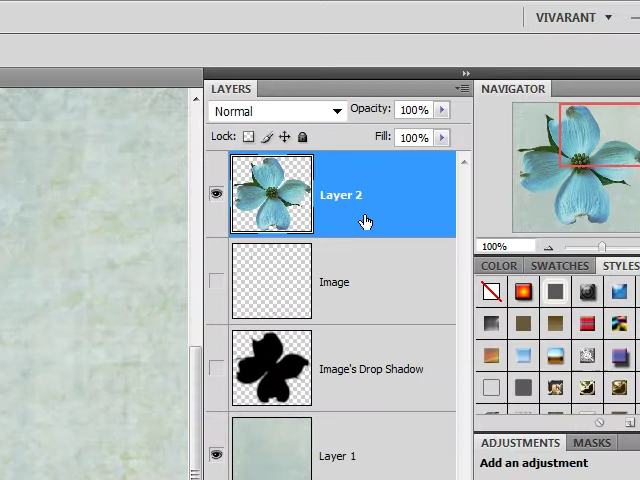 VIVARANT
LAYERS
NAVIGATOR
Normal
Opacity: 100%
Lock:
Fill: 100%
Layer 2
100%
COLOR SWATCHES STYLES
Image
Image's Drop Shadow
ADJUSTMENTS MASKS
Layer 1
Add an adjustment